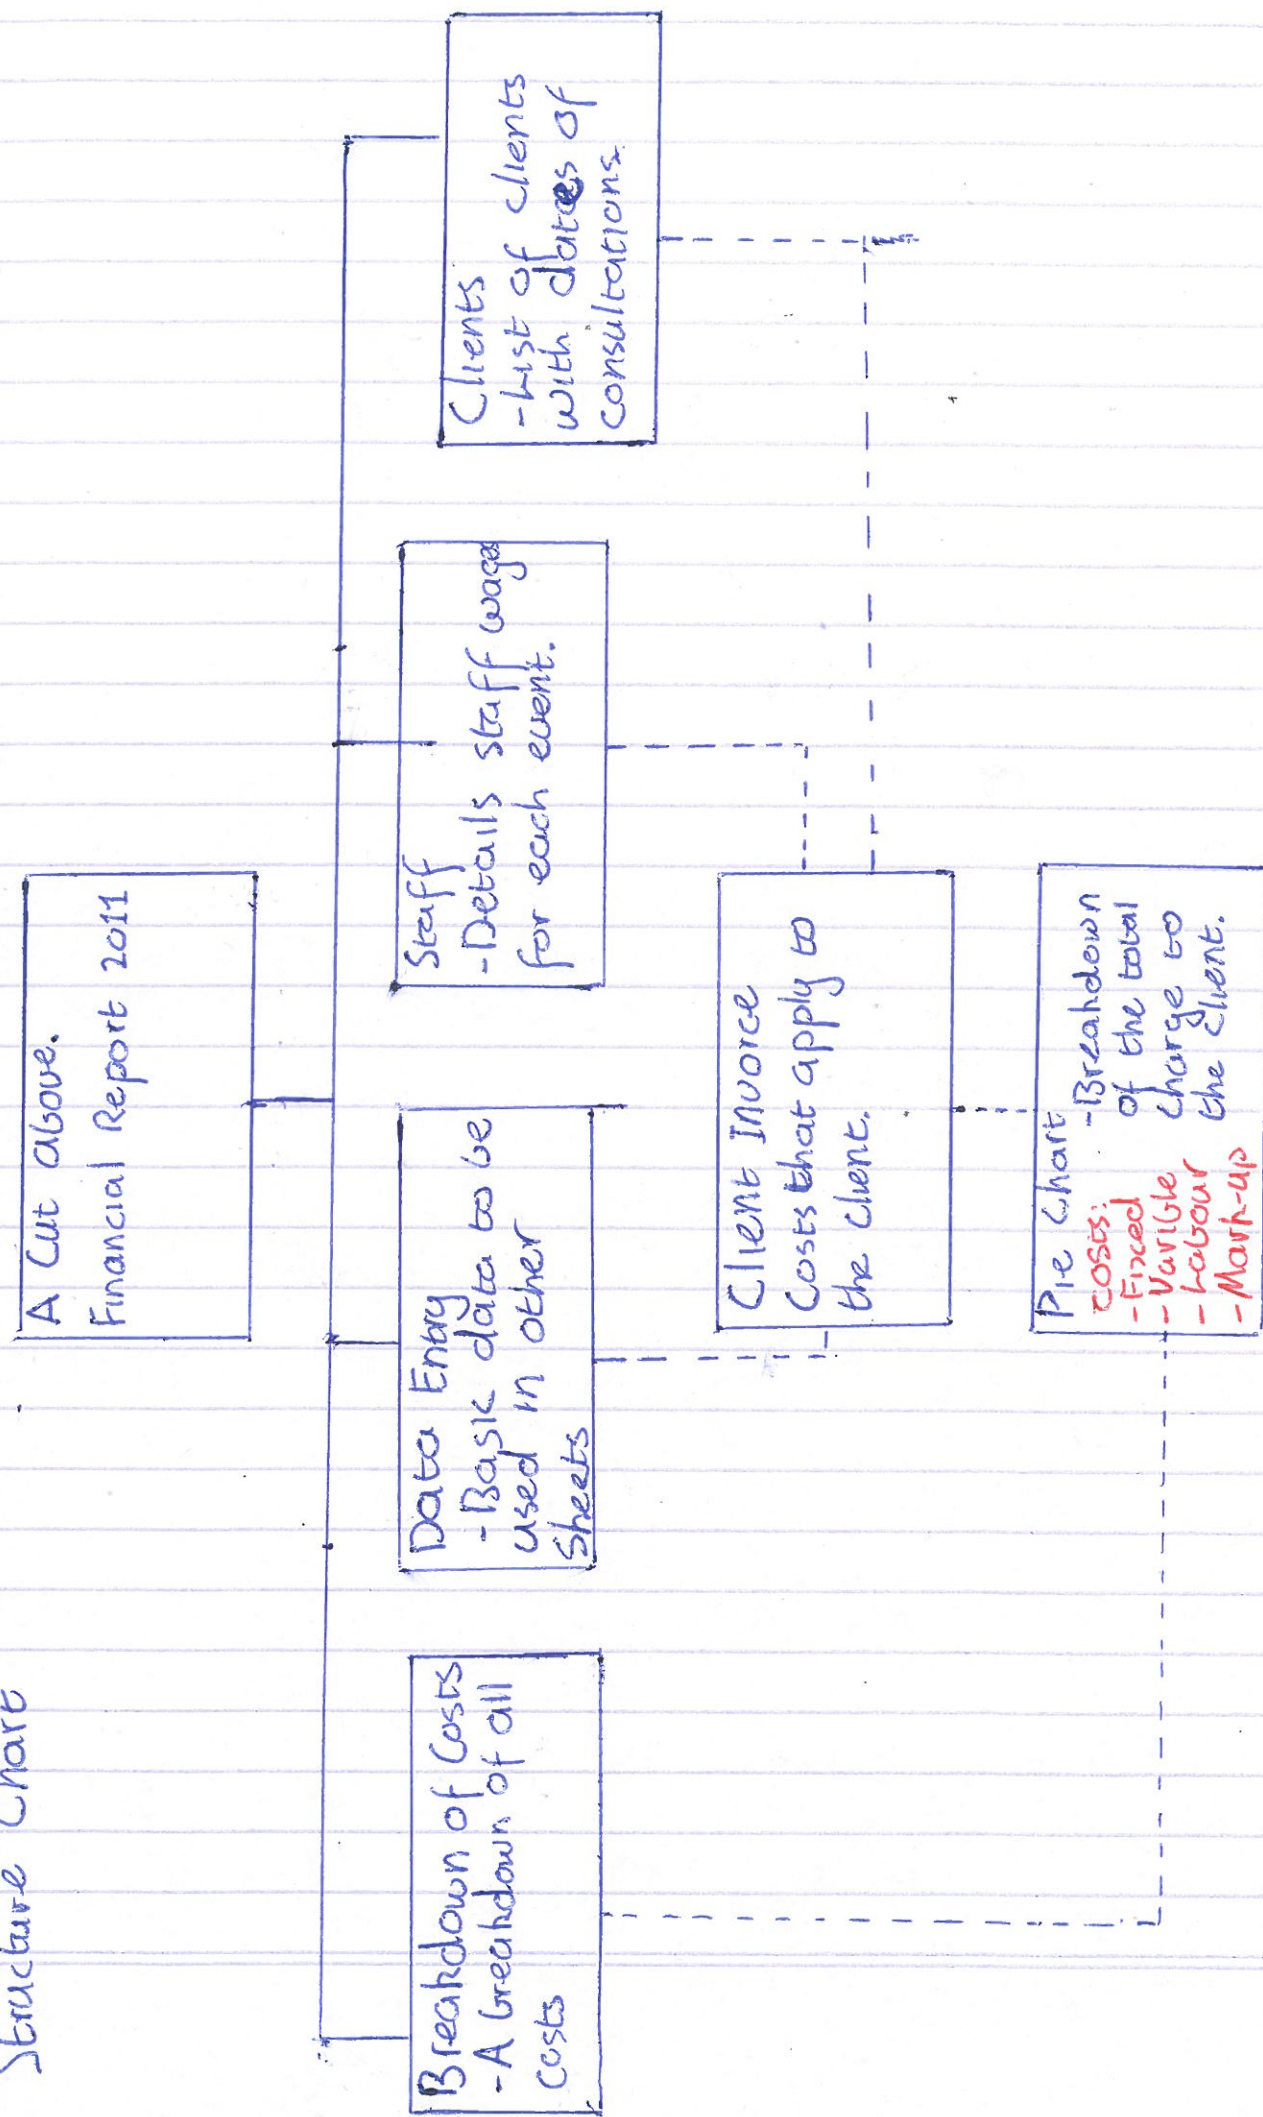 Structure Chart
A Cut above.
Financial Report 2011
Breakdown of Costs
- A breakdown of all
costs
Data Entry
- Basic data to be
used in other
sheets
Staff
- Details staff wages
for each event.
Clients
- List of clients
with dates of
consultations.
Client Invoice
Costs that apply to
the client.
Pie Chart
costs:
- Fixed
- Varible
- Labour
- Mark-up
- Breakdown
of the total
charge to
the client.